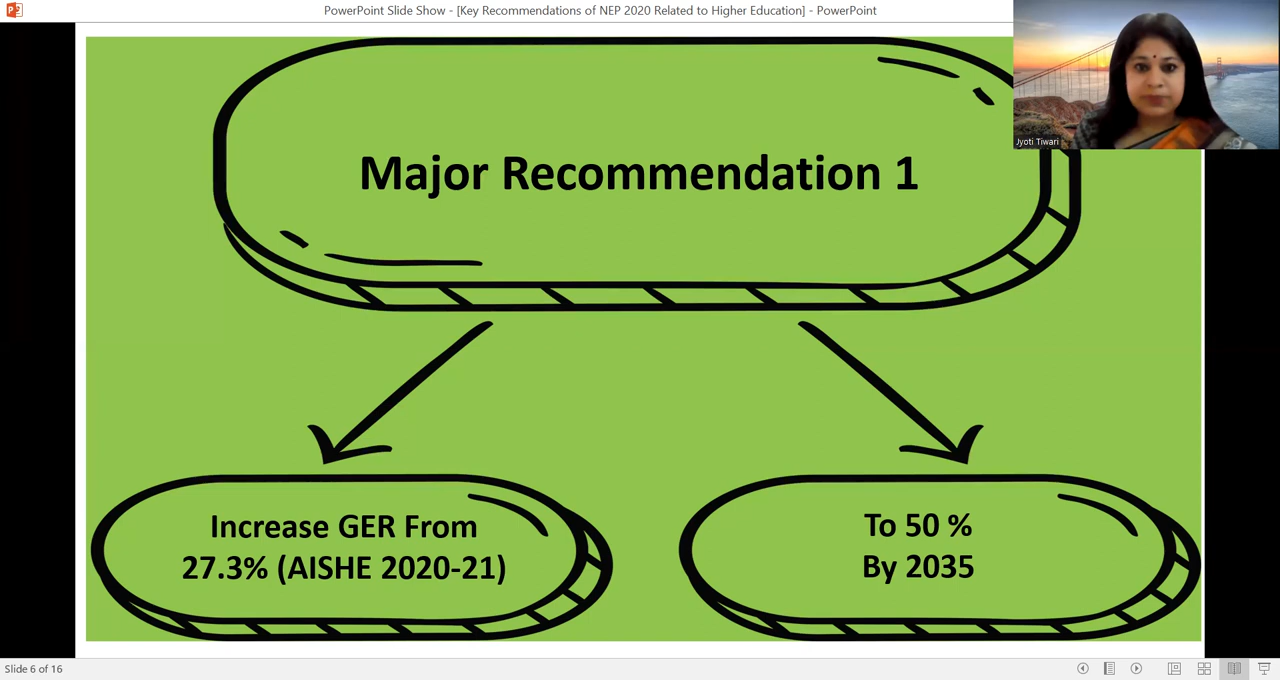 PowerPoint Slide Show - [Key Recommendations of NEP 2020 Related to Higher Education] - PowerPoint
Jyoti Tiwari
Major Recommendation 1
Increase GER From
27.3% (AISHE 2020-21)
To 50 %
By 2035
Slide 6 of 16